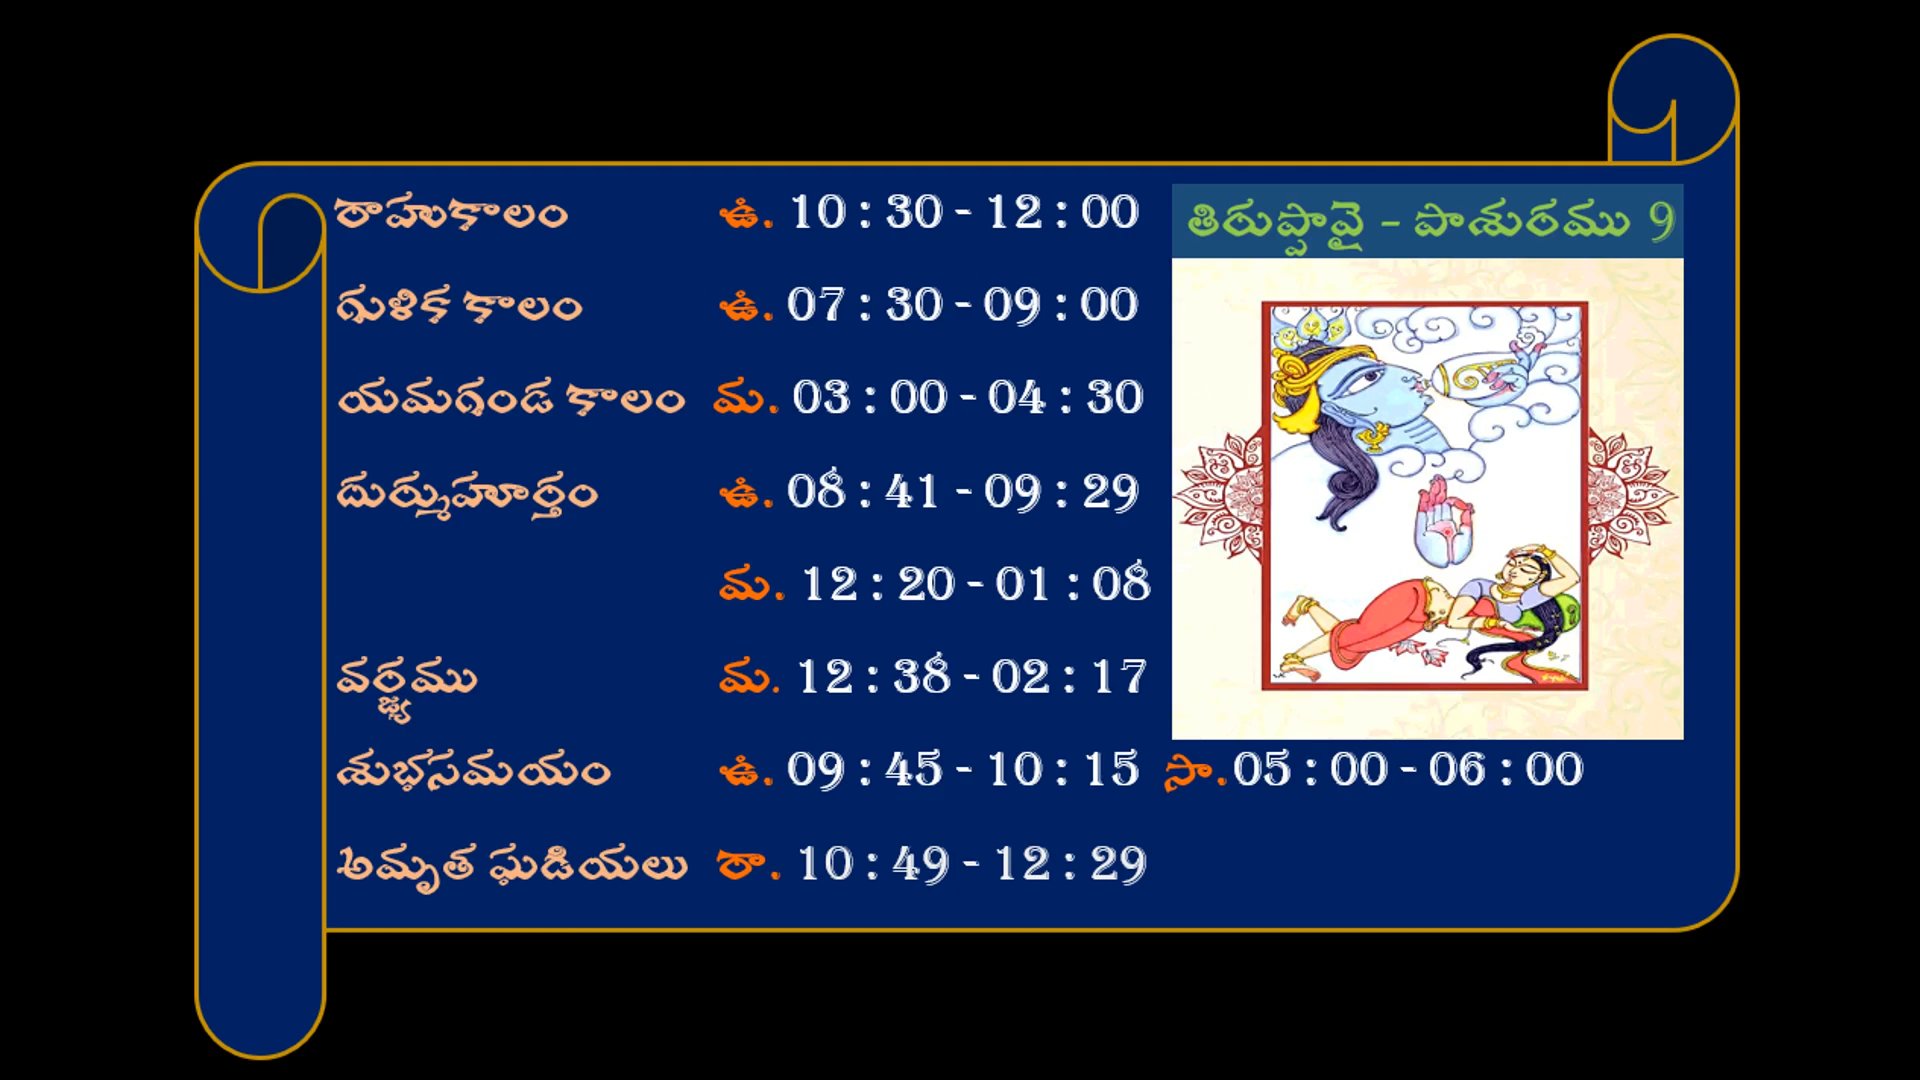 రాహుకాలం ఉ. 10 : 30 - 12 : 00
తిరుప్పావై - పాశురము 9
గుళిక కాలం ఉ. 07 : 30 - 09 : 00
యమగండ కాలం మ. 03 : 00 - 04 : 30
దుర్ముహూర్తం ఉ. 08 : 41 - 09 : 29
మ. 12 : 20 - 01 : 08
వర్జ్యము మ. 12 : 38 - 02 : 17
శుభసమయం ఉ. 09 : 45 - 10 : 15 సా. 05 : 00 - 06 : 00
అమృత ఘడియలు రా. 10 : 49 - 12 : 29